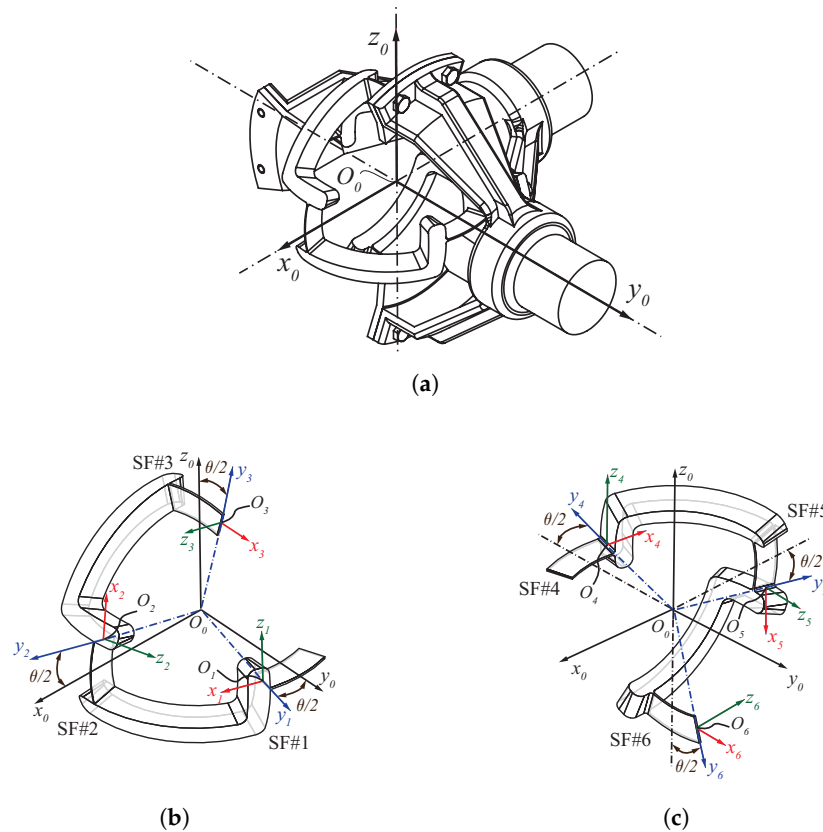 z₀
O₀
x₀
y₀
(a)
SF#3
z₀
θ/2
y₃
O₃
z₃
x₃
x₂
O₂
O₀
y₂
z₂
z₁
O₁
θ/2
x₁
y₀
x₀
y₁
θ/2
SF#2
SF#1
(b)
z₄
z₀
y₄
SF#5
θ/2
x₄
θ/2
SF#4
O₄
y
O₀
O₅
z₅
x₅
x₀
y₀
z₆
O₆
SF#6
x₆
θ/2
y₆
(c)